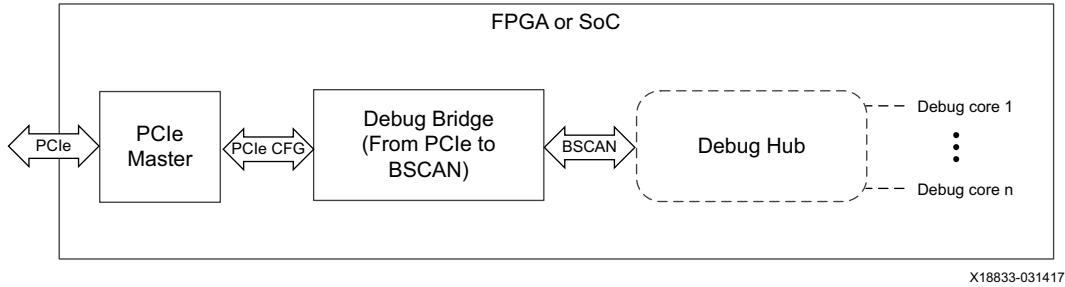 FPGA or SoC
PCIe
PCIe
Master
PCIe CFG
Debug Bridge
(From PCIe to
BSCAN)
BSCAN
Debug Hub
Debug core 1
Debug core n
X18833-031417